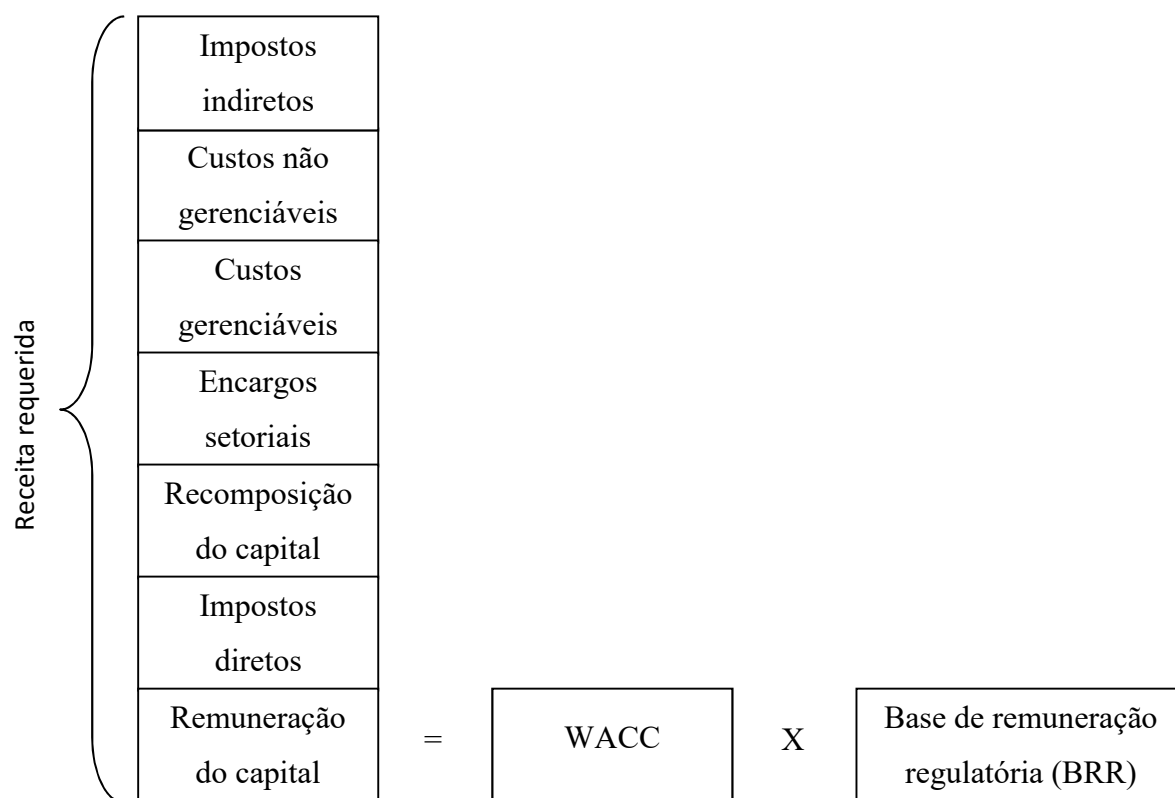 Receita requerida
Impostos
indiretos
Custos não
gerenciáveis
Custos
gerenciáveis
Encargos
setoriais
Recomposição
do capital
Impostos
diretos
Remuneração
do capital
=
WACC
X
Base de remuneração
regulatória (BRR)